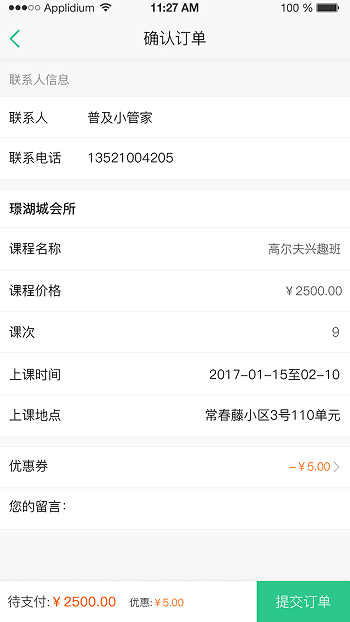 Applidium 11:27 AM 100 %
确认订单
联系人信息
联系人 普及小管家
联系电话 13521004205
璟湖城会所
课程名称 高尔夫兴趣班
课程价格 ￥2500.00
课次 9
上课时间 2017-01-15至02-10
上课地点 常春藤小区3号110单元
优惠券 -￥5.00
您的留言：
待支付:￥2500.00 优惠:￥5.00 提交订单